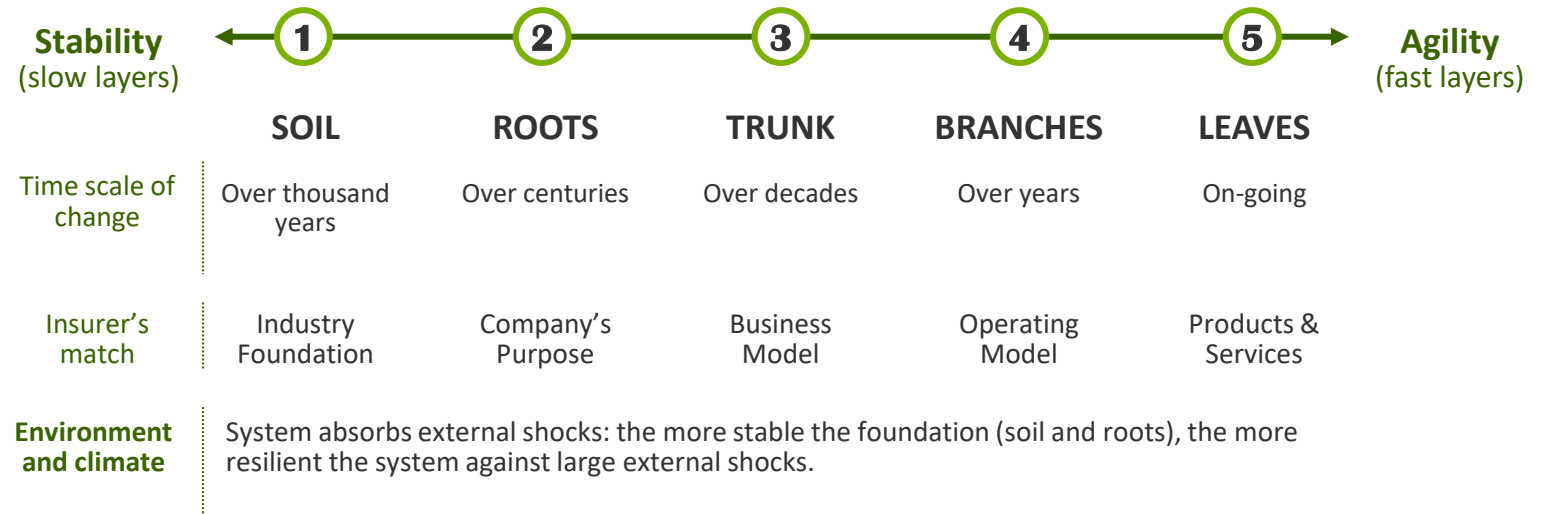 Stability
(slow layers)
1
2
3
4
5
Agility
(fast layers)
SOIL
ROOTS
TRUNK
BRANCHES
LEAVES
Time scale of
change
Over thousand
years
Over centuries
Over decades
Over years
On-going
Insurer’s
match
Industry
Foundation
Company’s
Purpose
Business
Model
Operating
Model
Products &
Services
Environment
and climate
System absorbs external shocks: the more stable the foundation (soil and roots), the more
resilient the system against large external shocks.